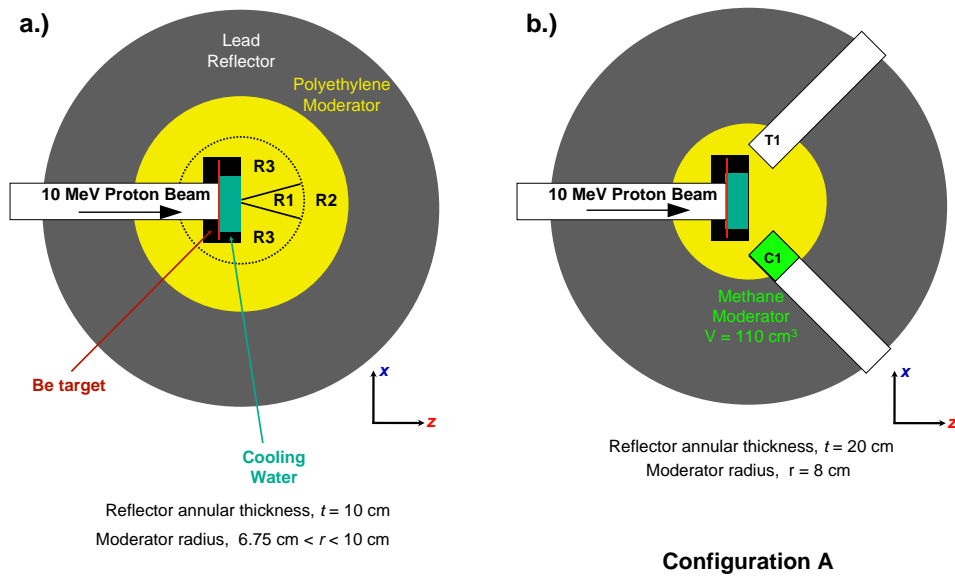 a.)
Lead
Reflector
Polyethylene
Moderator
R3
10 MeV Proton Beam
R1
R2
R3
Be target
x
z
Cooling
Water
Reflector annular thickness, t = 10 cm
Moderator radius, 6.75 cm < r < 10 cm
b.)
T1
10 MeV Proton Beam
C1
Methane
Moderator
V = 110 cm³
x
z
Reflector annular thickness, t = 20 cm
Moderator radius, r = 8 cm
Configuration A